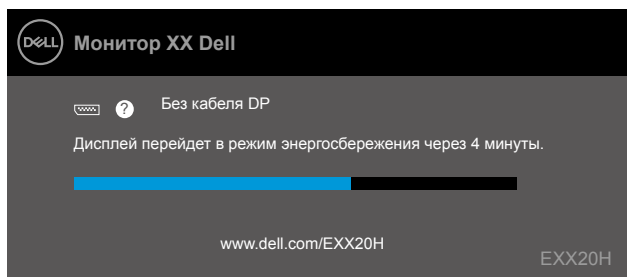 DELL
Монитор XX Dell
? Без кабеля DP
Дисплей перейдет в режим энергосбережения через 4 минуты.
www.dell.com/EXX20H
EXX20H